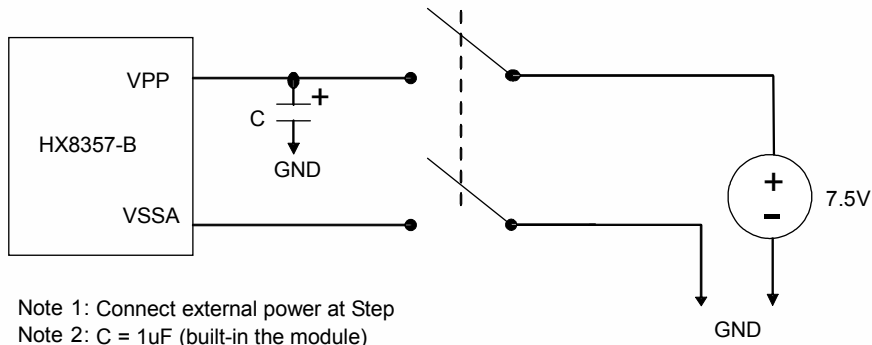 VPP
C
+
HX8357-B
GND
VSSA
+
-
7.5V
GND
Note 1: Connect external power at Step
Note 2: C = 1uF (built-in the module)